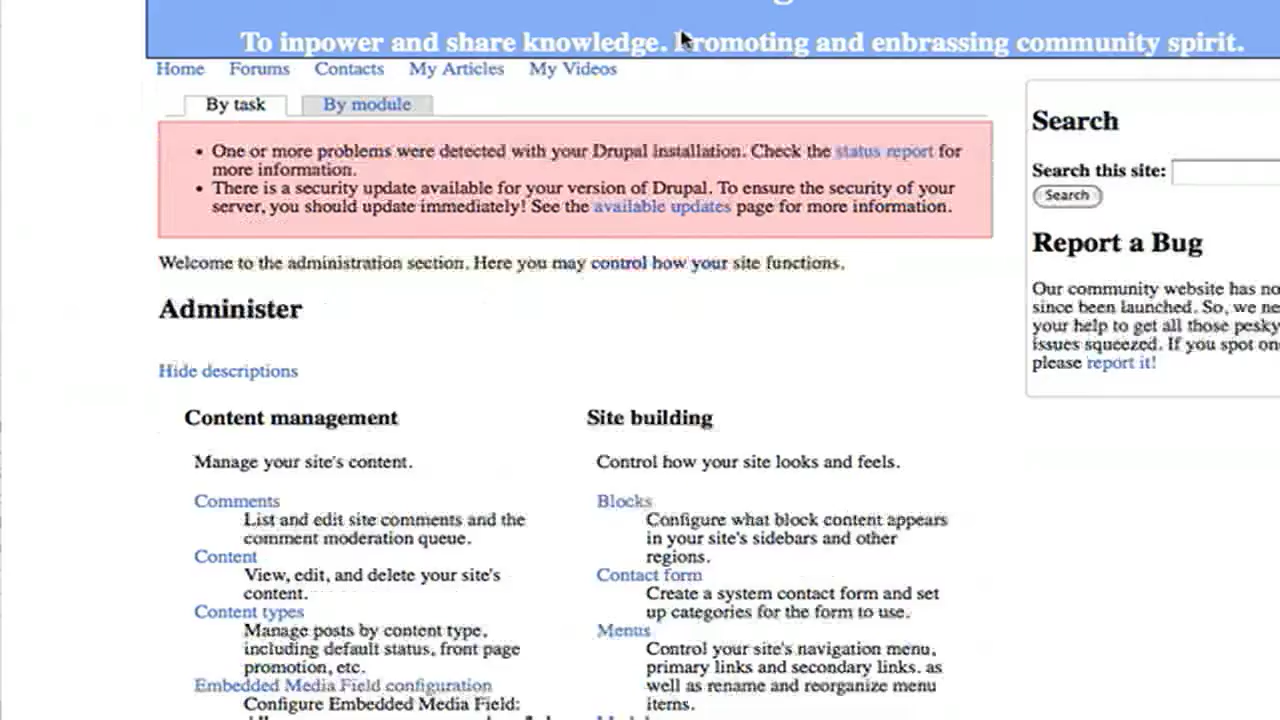 To inpower and share knowledge. Promoting and enbrassing community spirit.
Home Forums Contacts My Articles My Videos
By task By module
• One or more problems were detected with your Drupal installation. Check the status report for
more information.
• There is a security update available for your version of Drupal. To ensure the security of your
server, you should update immediately! See the available updates page for more information.
Welcome to the administration section. Here you may control how your site functions.
Administer
Hide descriptions
Content management
Manage your site's content.
Comments
List and edit site comments and the
comment moderation queue.
Content
View, edit, and delete your site's
content.
Content types
Manage posts by content type,
including default status, front page
promotion, etc.
Embedded Media Field configuration
Configure Embedded Media Field:
Site building
Control how your site looks and feels.
Blocks
Configure what block content appears
in your site's sidebars and other
regions.
Contact form
Create a system contact form and set
up categories for the form to use.
Menus
Control your site's navigation menu,
primary links and secondary links. as
well as rename and reorganize menu
items.
Search
Search this site:
Search
Report a Bug
Our community website has no
since been launched. So, we ne
your help to get all those pesky
issues squeezed. If you spot on
please report it!